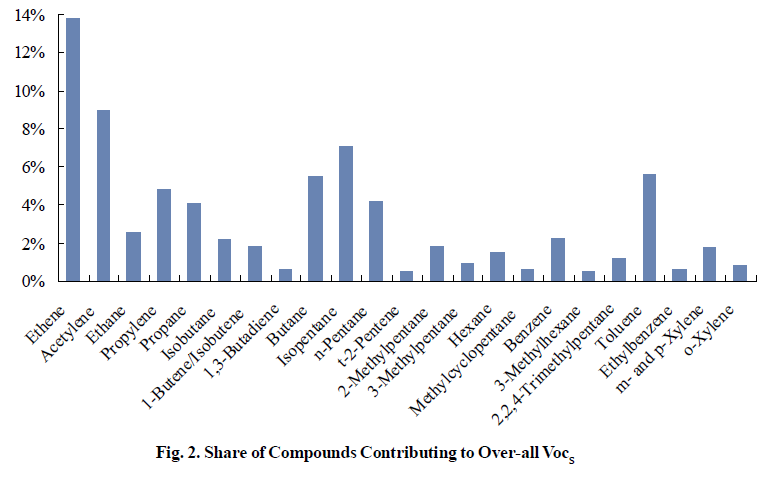 14%
12%
10%
8%
6%
4%
2%
0%
Ethene
Acetylene
Ethane
Propylene
Propane
Isobutane
1-Butene/Isobutene
1,3-Butadiene
Butane
Isopentane
n-Pentane
t-2-Pentene
2-Methylpentane
3-Methylpentane
Hexane
Methylcyclopentane
Benzene
3-Methylhexane
2,2,4-Trimethylpentane
Toluene
Ethylbenzene
m- and p-Xylene
o-Xylene
Fig. 2. Share of Compounds Contributing to Over-all Vocs